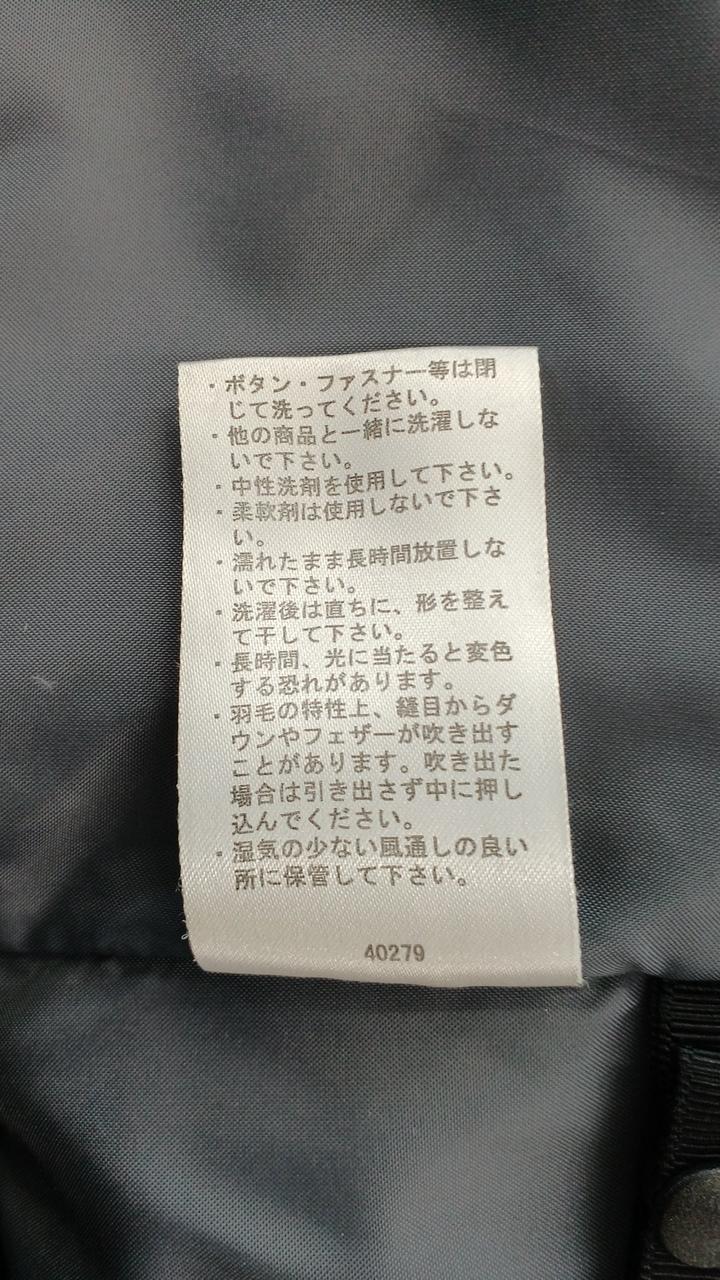 ・ボタン・ファスナー等は閉
じて洗ってください。
・他の商品と一緒に洗濯しな
いで下さい。
・中性洗剤を使用して下さい。
・柔軟剤は使用しないで下さ
い。
・濡れたまま長時間放置しな
いで下さい。
・洗濯後は直ちに、形を整え
て干して下さい。
・長時間、光に当たると変色
する恐れがあります。
・羽毛の特性上、縫目からダ
ウンやフェザーが吹き出す
ことがあります。吹き出た
場合は引き出さず中に押し
込んでください。
・湿気の少ない風通しの良い
所に保管して下さい。
40279